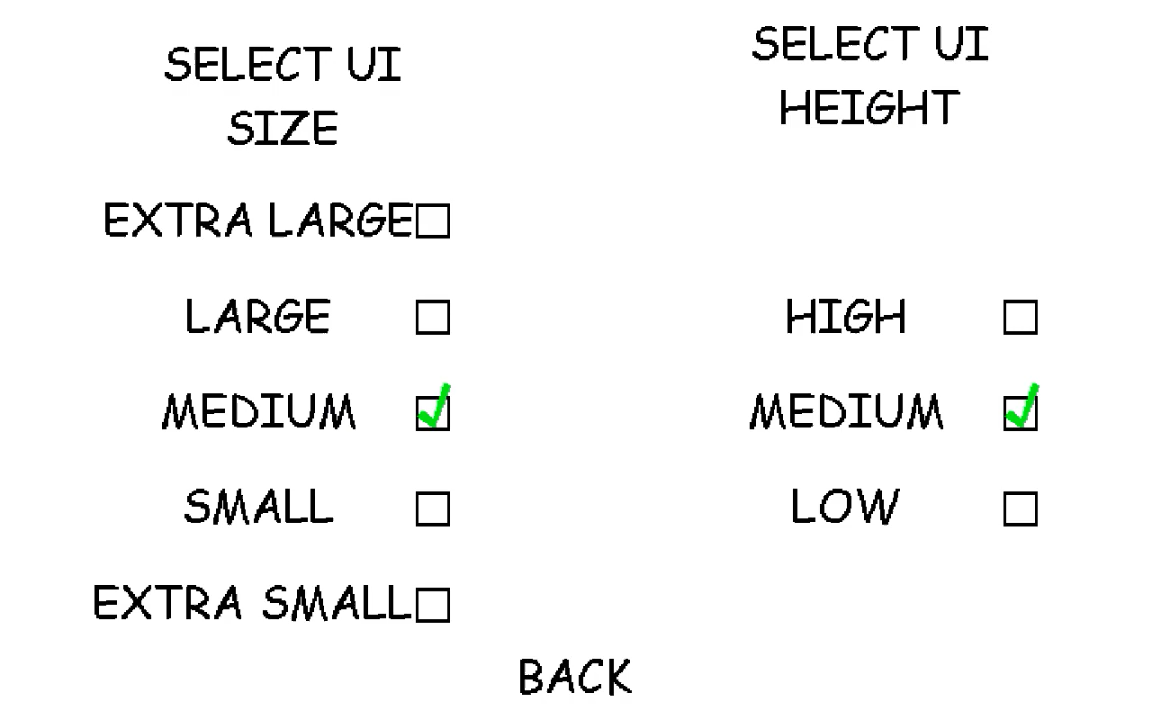 SELECT UI
SIZE
EXTRA LARGE
LARGE
MEDIUM
SMALL
EXTRA SMALL
SELECT UI
HEIGHT
HIGH
MEDIUM
LOW
BACK